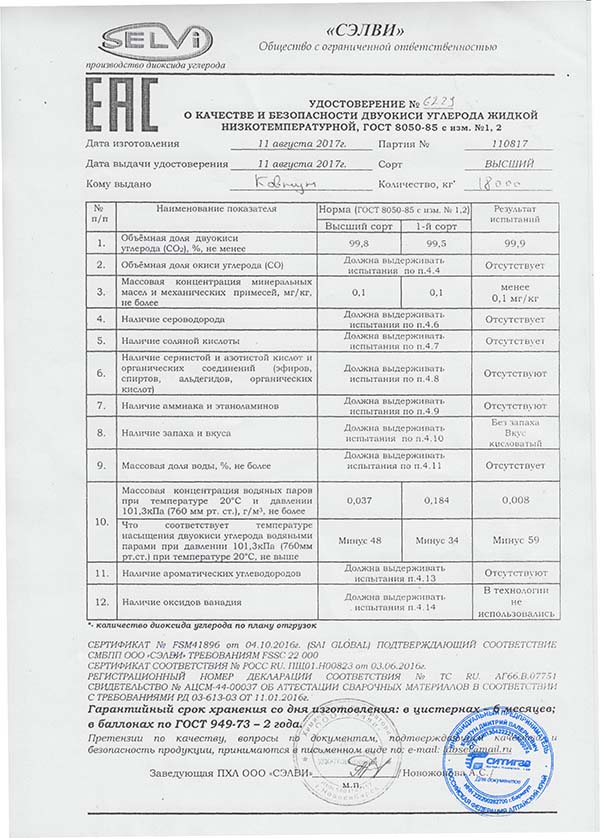 SELVi
производство диоксида углерода
«СЭЛВИ»
Общество с ограниченной ответственностью
EAC
УДОСТОВЕРЕНИЕ № 6229
О КАЧЕСТВЕ И БЕЗОПАСНОСТИ ДВУОКИСИ УГЛЕРОДА ЖИДКОЙ
НИЗКОТЕМПЕРАТУРНОЙ, ГОСТ 8050-85 с изм. №1, 2
Дата изготовления 11 августа 2017г. Партия № 110817
Дата выдачи удостоверения 11 августа 2017г. Сорт ВЫСШИЙ
Кому выдано Количество, кг* 18000
№ п/п Наименование показателя Норма (ГОСТ 8050-85 с изм. № 1,2) Результат испытаний
Высший сорт 1-й сорт
1. Объёмная доля двуокиси
углерода (CO₂), %, не менее 99,8 99,5 99,9
2. Объёмная доля окиси углерода (CO) Должна выдерживать
испытания по п.4.4 Отсутствует
3. Массовая концентрация минеральных
масел и механических примесей, мг/кг,
не более 0,1 0,1 менее
0,1 мг/кг
4. Наличие сероводорода Должна выдерживать
испытания по п.4.6 Отсутствует
5. Наличие соляной кислоты Должна выдерживать
испытания по п.4.7 Отсутствует
6. Наличие сернистой и азотистой кислот и
органических соединений (эфиров,
спиртов, альдегидов, органических
кислот) Должна выдерживать
испытания по п.4.8 Отсутствуют
7. Наличие аммиака и этаноламинов Должна выдерживать
испытания по п.4.9 Отсутствуют
8. Наличие запаха и вкуса Должна выдерживать
испытания по п.4.10 Без запаха
Вкус
кисловатый
9. Массовая доля воды, %, не более Должна выдерживать
испытания по п.4.11 Отсутствует
10. Массовая концентрация водяных паров
при температуре 20°С и давлении
101,3кПа (760 мм рт. ст.), г/м³, не более 0,037 0,184 0,008
Что соответствует температуре
насыщения двуокиси углерода водяными
парами при давлении 101,3кПа (760мм
рт.ст.) при температуре 20°С, не выше Минус 48 Минус 34 Минус 59
11. Наличие ароматических углеводородов Должна выдерживать
испытания по п.4.13 Отсутствуют
12. Наличие оксидов ванадия Должна выдерживать
испытания по п.4.14 В технологии
не
использовались
*- количество диоксида углерода по плану отгрузок
СЕРТИФИКАТ № FSM41896 от 04.10.2016г. (SAI GLOBAL) ПОДТВЕРЖДАЮЩИЙ СООТВЕТСТВИЕ
СМБПП ООО «СЭЛВИ» ТРЕБОВАНИЯМ FSSC 22 000
СЕРТИФИКАТ СООТВЕТСТВИЯ № РОСС RU. ПЩ01.Н00823 от 03.06.2016г.
РЕГИСТРАЦИОННЫЙ НОМЕР ДЕКЛАРАЦИИ СООТВЕТСТВИЯ № ТС RU. АГ66.В.07751
СВИДЕТЕЛЬСТВО № АЦСМ-44-00037 ОБ АТТЕСТАЦИИ СВАРОЧНЫХ МАТЕРИАЛОВ В СООТВЕТСТВИИ
С ТРЕБОВАНИЯМИ РД 03-613-03 ОТ 11.01.2016г.
Гарантийный срок хранения со дня изготовления: в цистернах – 6 месяцев;
в баллонах по ГОСТ 949-73 – 2 года.
Претензии по качеству, вопросы по документам, подтверждающим качество и
безопасность продукции, принимаются в письменном виде по: e-mail:
Заведующая ПХЛ ООО «СЭЛВИ» /Новожонова А.С./
м.п.
СИТИГАЗ
Для документов